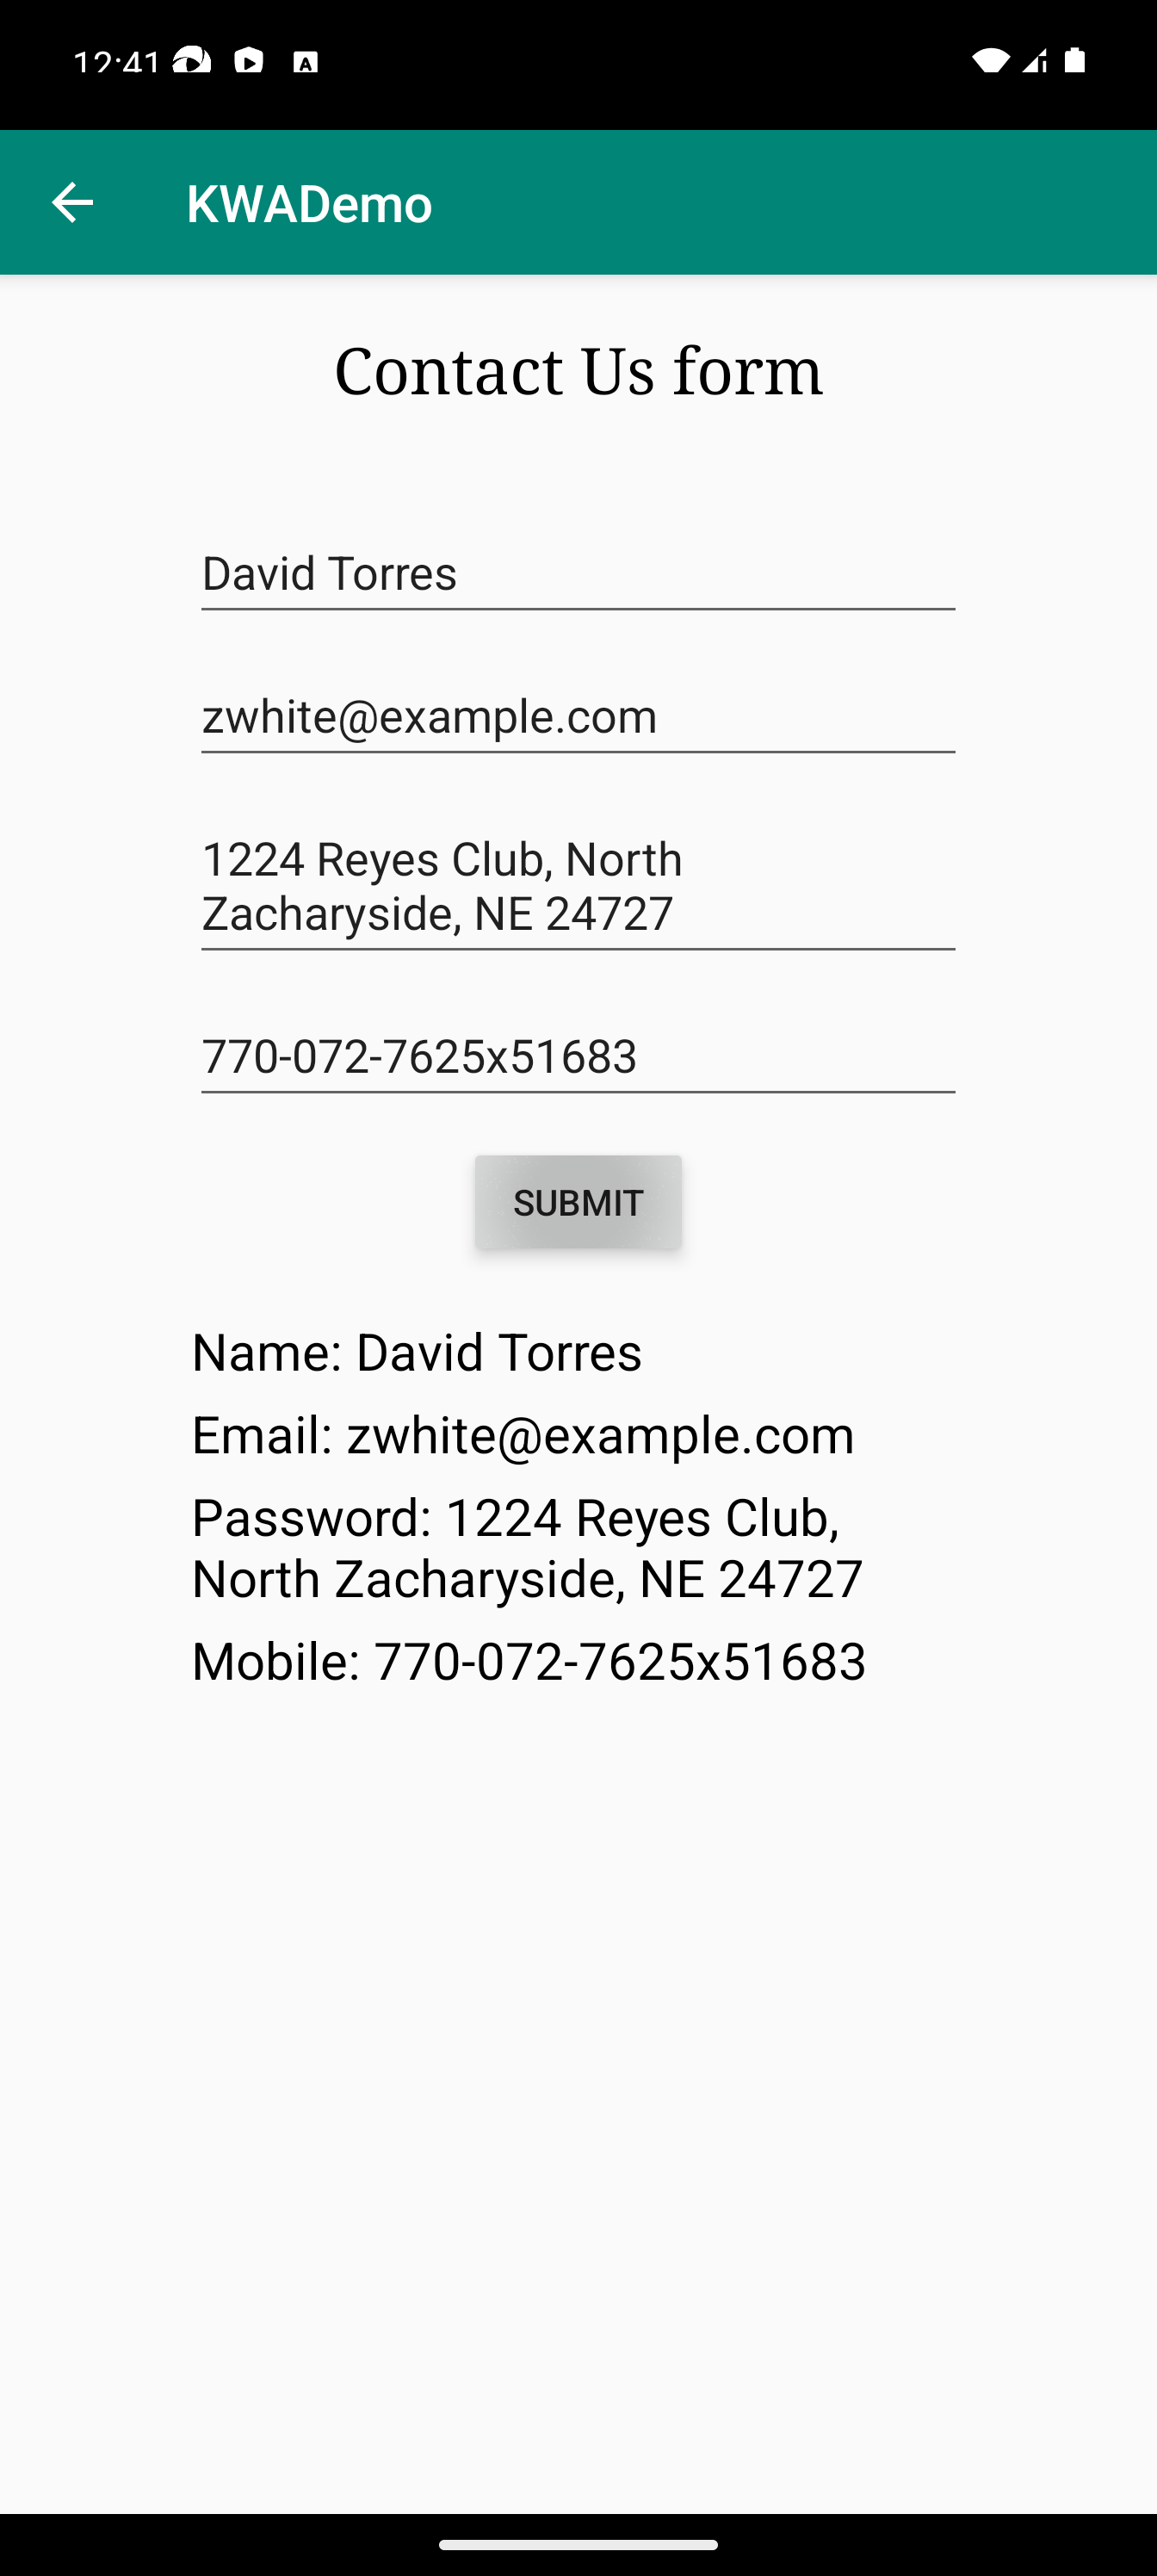 12:41
KWADemo
Contact Us form
David Torres
zwhite@example.com
1224 Reyes Club, North
Zacharyside, NE 24727
770-072-7625x51683
SUBMIT
Name: David Torres
Email: zwhite@example.com
Password: 1224 Reyes Club,
North Zacharyside, NE 24727
Mobile: 770-072-7625x51683